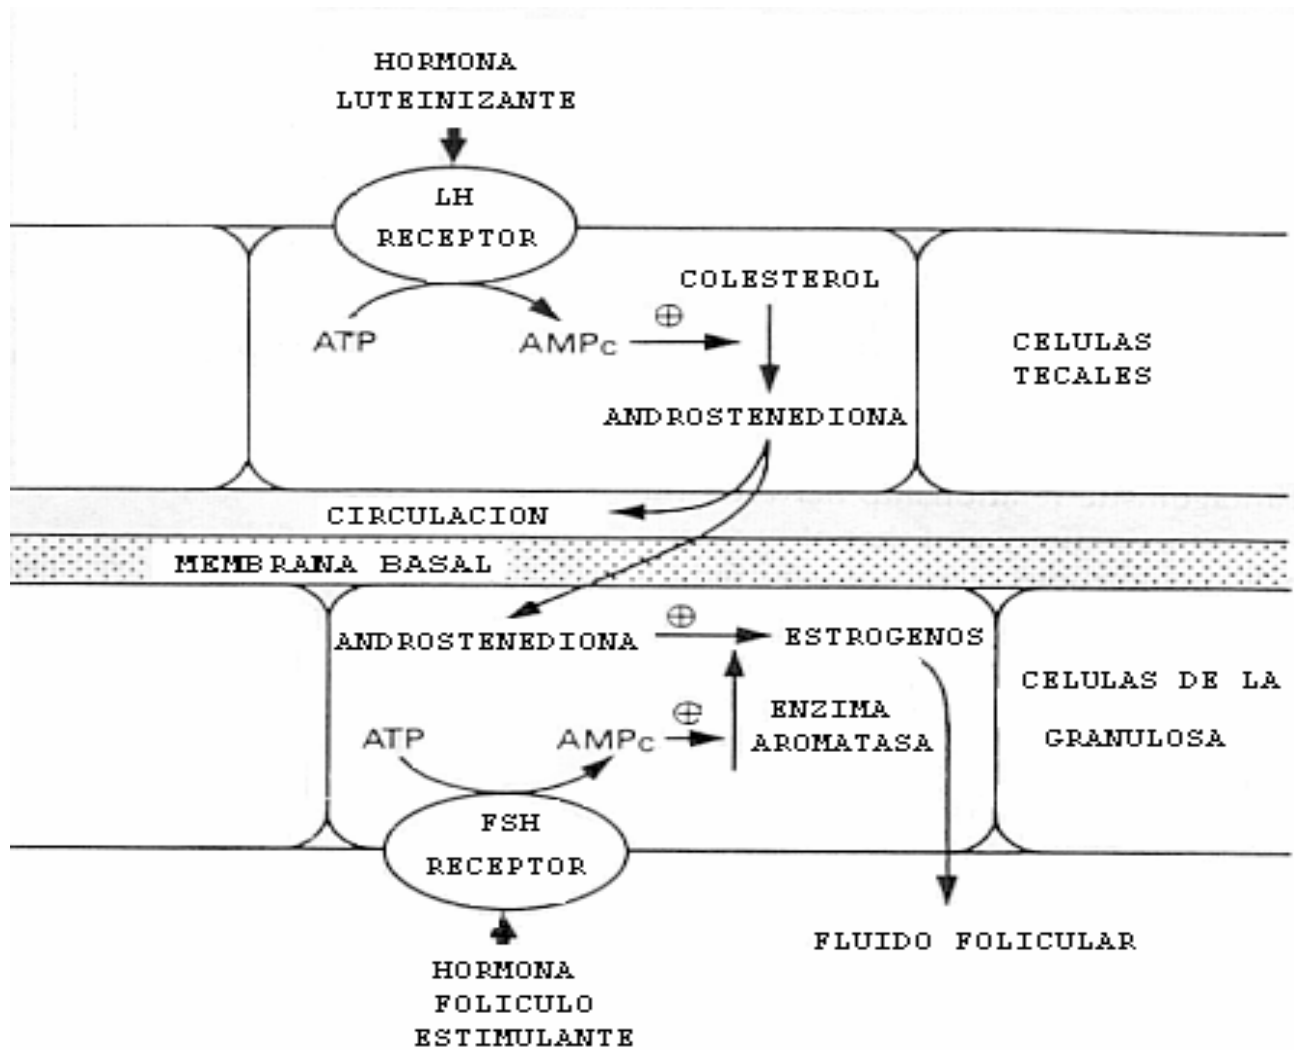 HORMONA
LUTEINIZANTE
LH
RECEPTOR
COLESTEROL
ATP
AMPc
CELULAS
TECALES
ANDROSTENEDIONA
CIRCULACION
MEMBRANA BASAL
ANDROSTENEDIONA
ESTROGENOS
CELULAS DE LA
GRANULOSA
ENZIMA
AROMATASA
ATP
AMPc
FSH
RECEPTOR
FLUIDO FOLICULAR
HORMONA
FOLICULO
ESTIMULANTE